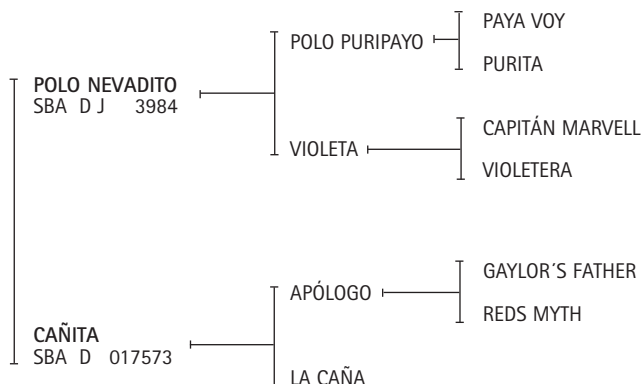 PAYA VOY
POLO PURIPAYO
PURITA
POLO NEVADITO
SBA D J 3984
CAPITÁN MARVELL
VIOLETA
VIOLETERA
GAYLOR´S FATHER
APÓLOGO
REDS MYTH
CAÑITA
SBA D 017573
LA CAÑA